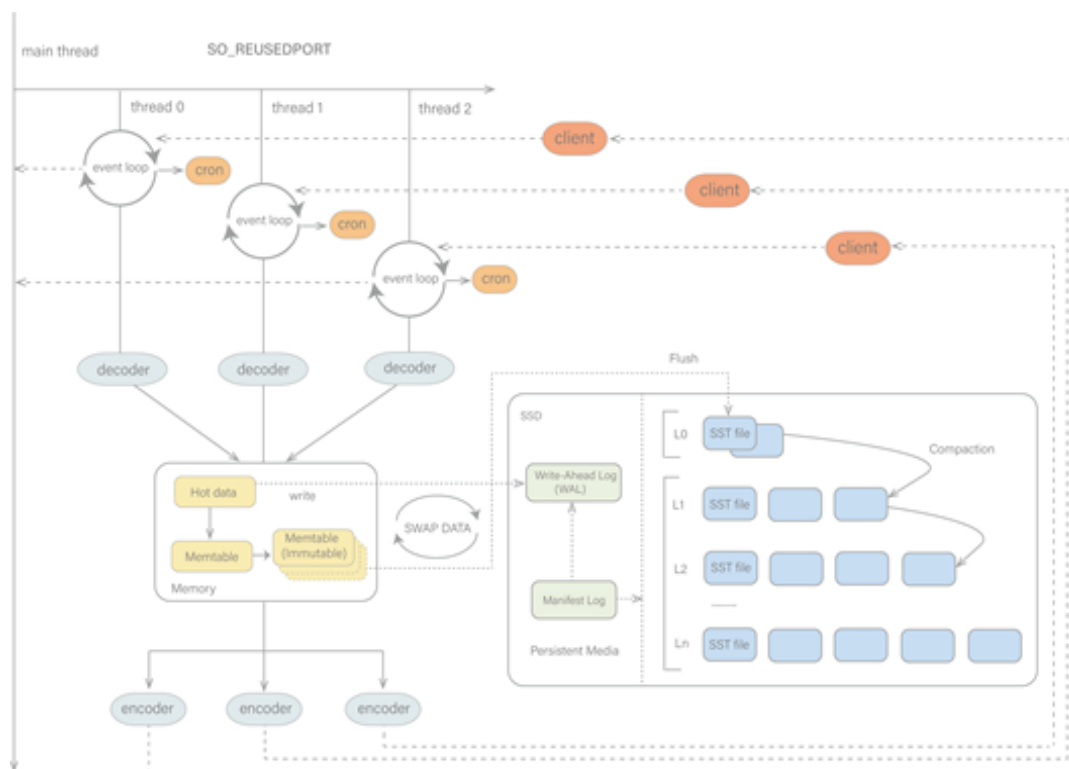 main thread
SO_REUSEDPORT
thread 0
thread 1
thread 2
client
event loop
cron
client
event loop
cron
client
event loop
cron
decoder
decoder
decoder
Flush
SSD
L0
SST file
Compaction
Hot data
write
Write-Ahead Log
(WAL)
L1
SST file
SWAP DATA
Memtable
Memtable
(Immutable)
L2
SST file
Memory
Manifest Log
Persistent Media
Ln
SST file
encoder
encoder
encoder